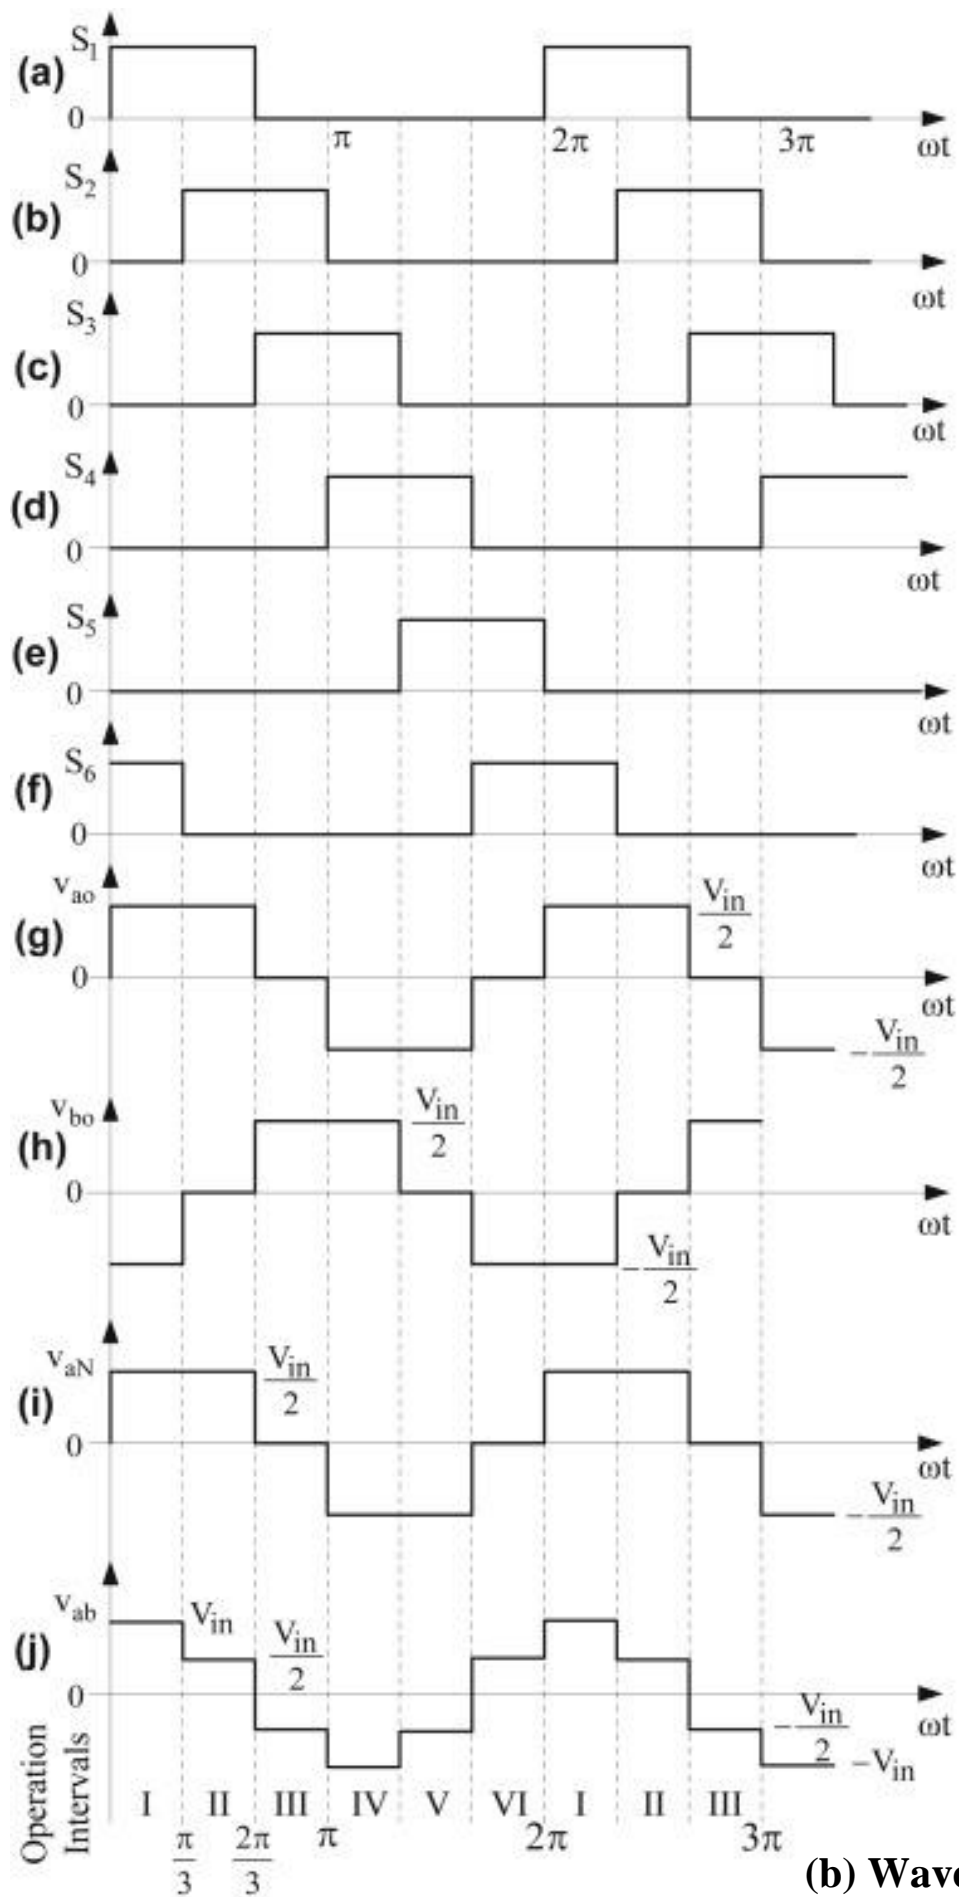 S1
(a)
0
π 2π 3π
ωt
S2
(b)
0
ωt
S3
(c)
0
ωt
S4
(d)
0
ωt
S5
(e)
0
ωt
S6
(f)
0
ωt
vao
(g)
Vin/2
0
ωt
-Vin/2
vbo
(h)
Vin/2
0
ωt
-Vin/2
vaN
(i)
Vin/2
0
ωt
-Vin/2
vab
(j)
Vin
Vin/2
0
ωt
-Vin/2
-Vin
Operation
Intervals
I II III IV V VI I II III
π/3 2π/3 π 2π 3π
(b) Wave